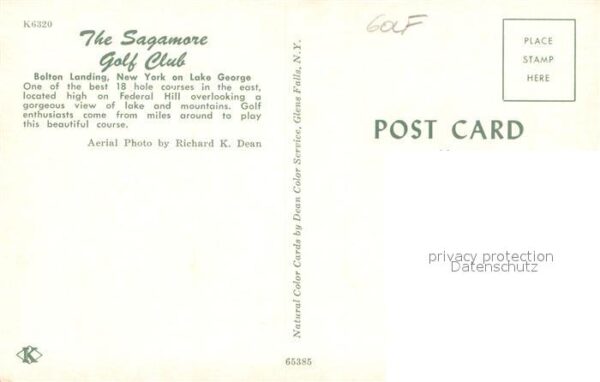 K6320
The Sagamore
Golf Club
Bolton Landing, New York on Lake George
One of the best 18 hole courses in the east,
located high on Federal Hill overlooking a
gorgeous view of lake and mountains. Golf
enthusiasts come from miles around to play
this beautiful course.
Aerial Photo by Richard K. Dean
K
Natural Color Cards by Dean Color Service, Glens Falls, N.Y.
65385
GOLF
PLACE
STAMP
HERE
POST CARD
privacy protection
Datenschutz